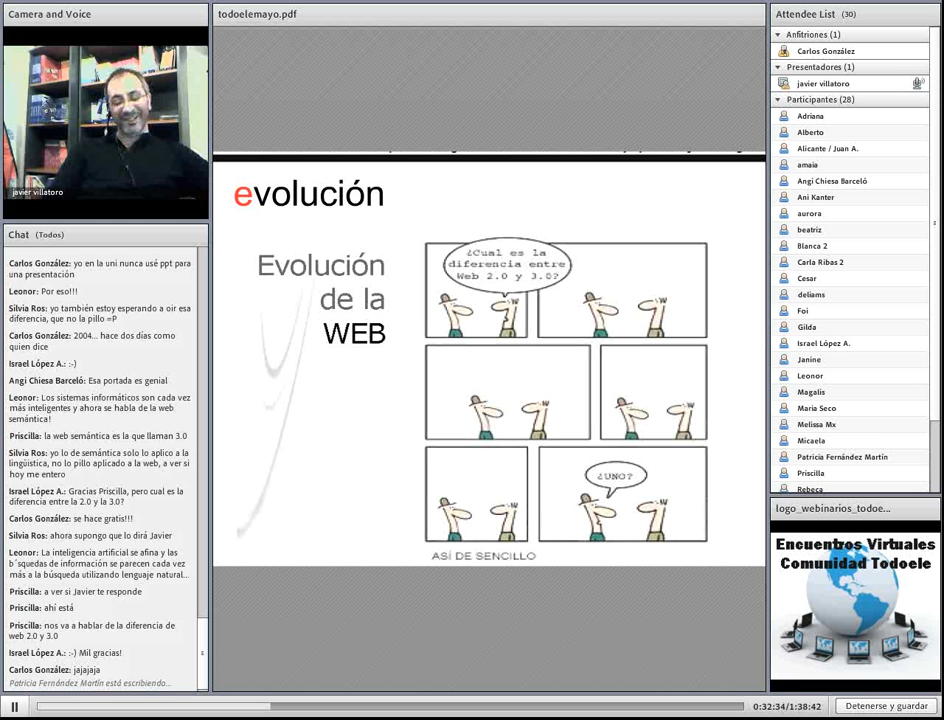 Camera and Voice
javier villatoro
Chat (Todos)
Carlos González: yo en la uni nunca usé ppt para
una presentación
Leonor: Por eso!!!
Silvia Ros: yo también estoy esperando a oir esa
diferencia, que no la pillo =P
Carlos González: 2004... hace dos días como
quien dice
Israel López A.: :-)
Angi Chiesa Barceló: Esa portada es genial
Leonor: Los sistemas informáticos son cada vez
más inteligentes y ahora se habla de la web
semántica!
Priscilla: la web semántica es la que llaman 3.0
Silvia Ros: yo lo de semántica solo lo aplico a la
lingüistica, no lo pillo aplicado a la web, a ver si
hoy me entero
Israel López A.: Gracias Priscilla, pero cual es la
diferencia entre la 2.0 y la 3.0?
Carlos González: se hace gratis!!!
Silvia Ros: ahora supongo que lo dirá Javier
Leonor: La inteligencia artificial se afina y las
b´squedas de información se parecen cada vez
más a la búsqueda utilizando lenguaje natural...
Priscilla: a ver si Javier te responde
Priscilla: ahí está
Priscilla: nos va a hablar de la diferencia de
web 2.0 y 3.0
Israel López A.: :-) Mil gracias!
Carlos González: jajajaja
Patricia Fernández Martín está escribiendo...
todoelemayo.pdf
evolución
Evolución
de la
WEB
¿Cual es la
diferencia entre
Web 2.0 y 3.0?
¿UNO?
ASÍ DE SENCILLO
Attendee List (30)
Anfitriones (1)
Carlos González
Presentadores (1)
javier villatoro
Participantes (28)
Adriana
Alberto
Alicante / Juan A.
amaia
Angi Chiesa Barceló
Ani Kanter
aurora
beatriz
Blanca 2
Carla Ribas 2
Cesar
deliams
Foi
Gilda
Israel López A.
Janine
Leonor
Magalis
Maria Seco
Melissa Mx
Micaela
Patricia Fernández Martín
Priscilla
Rebeca
logo_webinarios_todoe...
Encuentros Virtuales
Comunidad Todoele
0:32:34/1:38:42
Detenerse y guardar